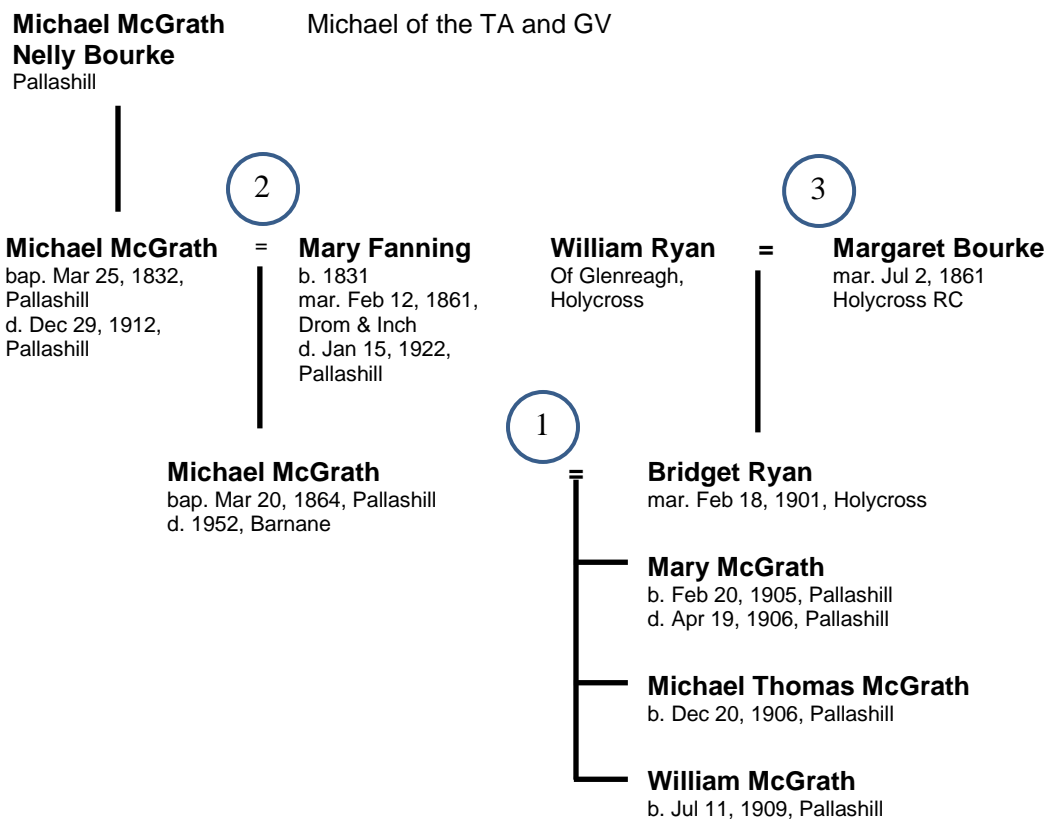 Michael McGrath
Nelly Bourke
Pallashill
Michael of the TA and GV
2
3
Michael McGrath
bap. Mar 25, 1832,
Pallashill
d. Dec 29, 1912,
Pallashill
=
Mary Fanning
b. 1831
mar. Feb 12, 1861,
Drom & Inch
d. Jan 15, 1922,
Pallashill
William Ryan
Of Glenreagh,
Holycross
=
Margaret Bourke
mar. Jul 2, 1861
Holycross RC
1
Michael McGrath
bap. Mar 20, 1864, Pallashill
d. 1952, Barnane
=
Bridget Ryan
mar. Feb 18, 1901, Holycross
Mary McGrath
b. Feb 20, 1905, Pallashill
d. Apr 19, 1906, Pallashill
Michael Thomas McGrath
b. Dec 20, 1906, Pallashill
William McGrath
b. Jul 11, 1909, Pallashill